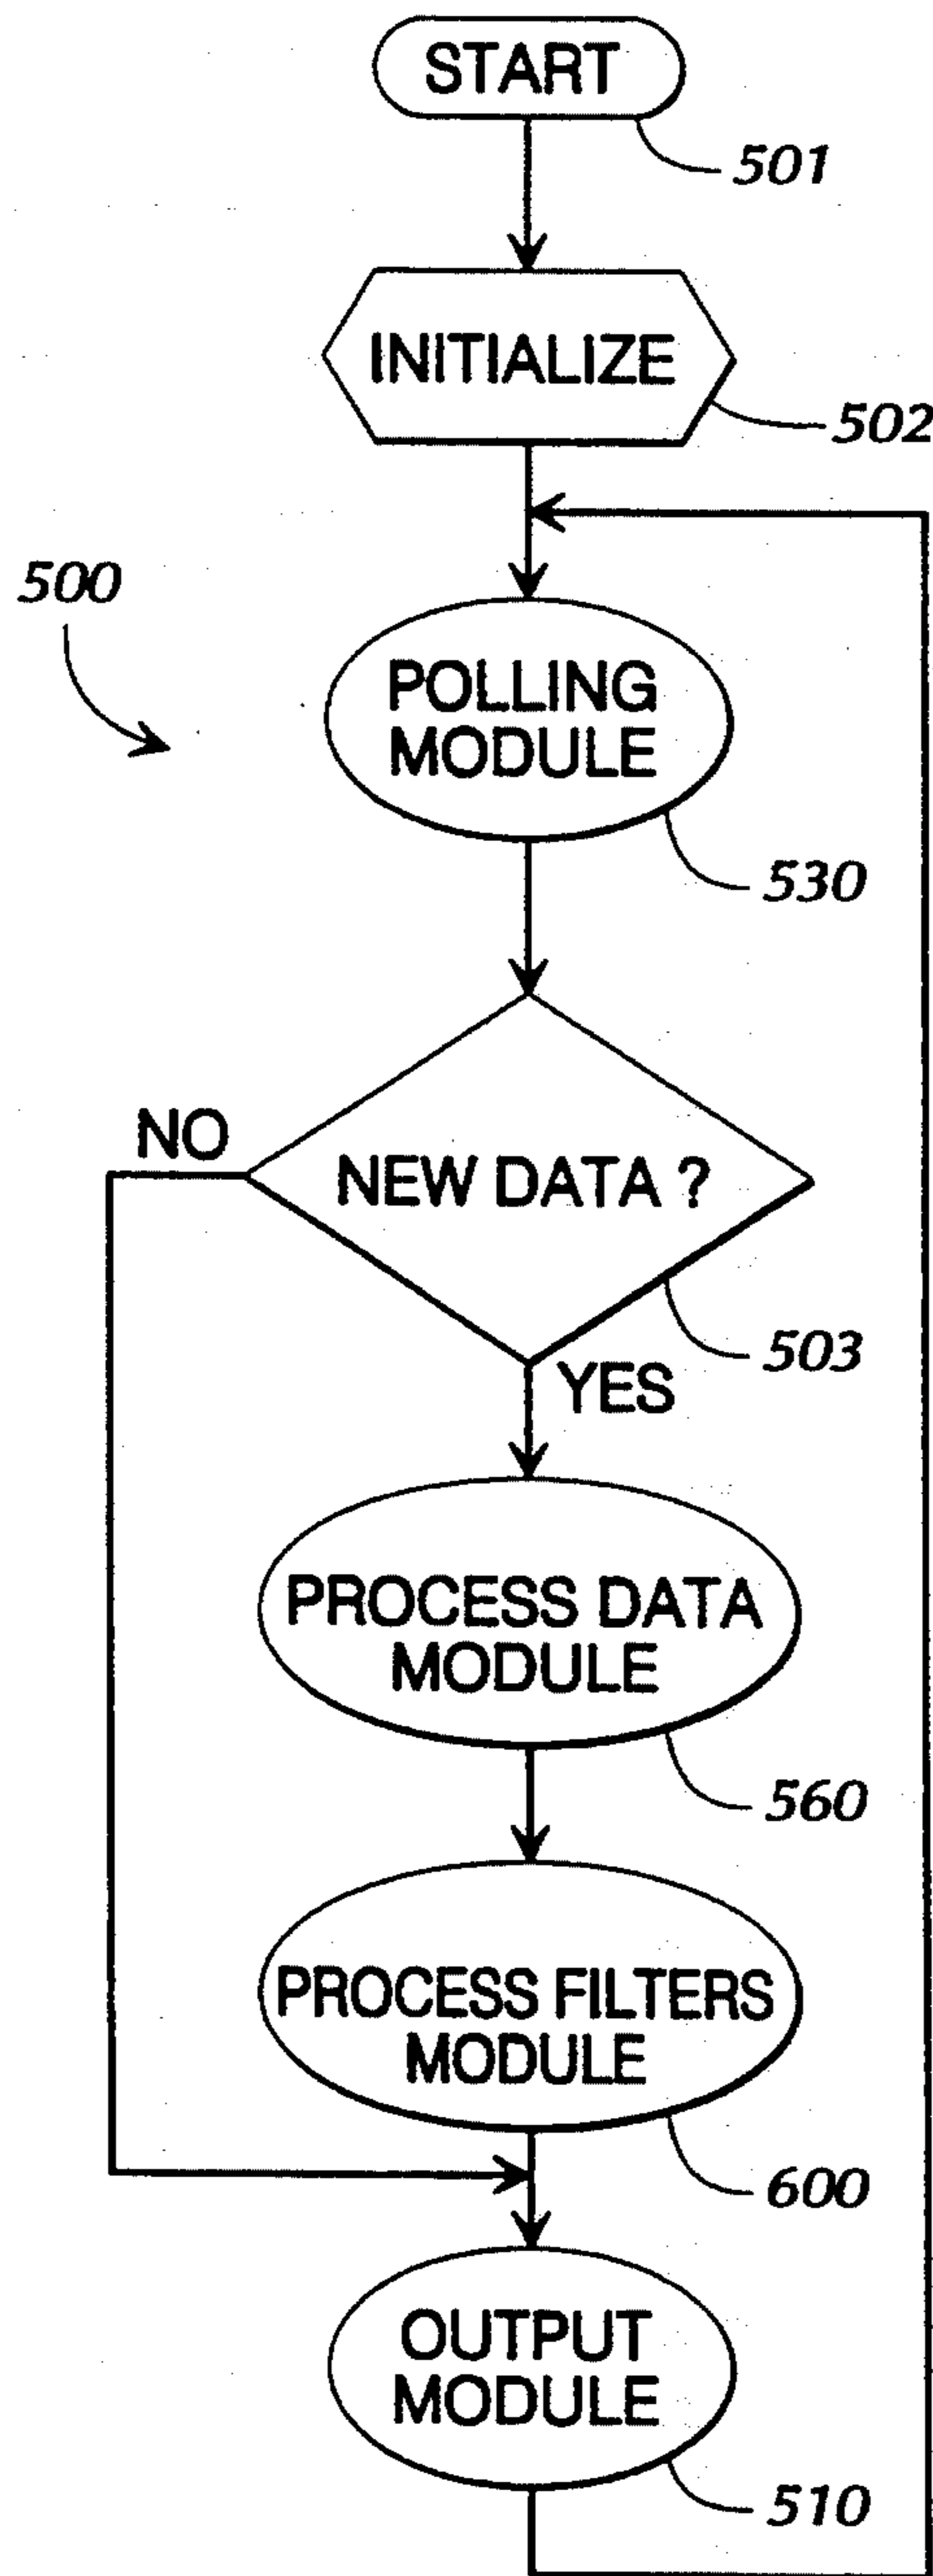 START
501
INITIALIZE
502
500
POLLING
MODULE
530
NO
NEW DATA ?
503
YES
PROCESS DATA
MODULE
560
PROCESS FILTERS
MODULE
600
OUTPUT
MODULE
510